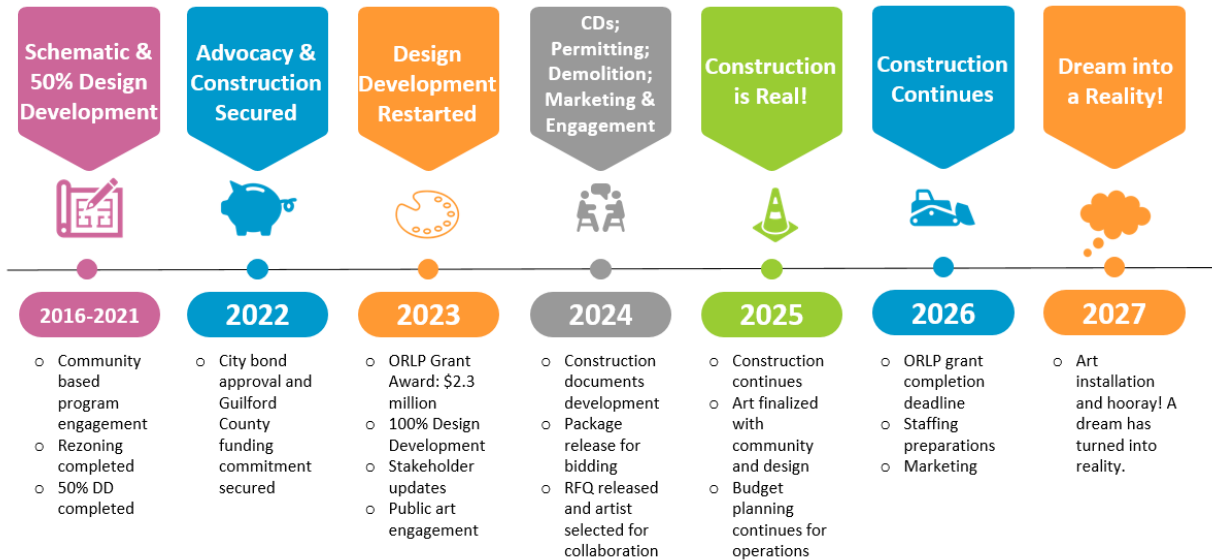 Schematic &
50% Design
Development
Advocacy &
Construction
Secured
Design
Development
Restarted
CDs;
Permitting;
Demolition;
Marketing &
Engagement
Construction
is Real!
Construction
Continues
Dream into
a Reality!
2016-2021
2022
2023
2024
2025
2026
2027
o Community
based
program
engagement
o Rezoning
completed
o 50% DD
completed
o City bond
approval and
Guilford
County
funding
commitment
secured
o ORLP Grant
Award: $2.3
million
o 100% Design
Development
o Stakeholder
updates
o Public art
engagement
o Construction
documents
development
o Package
release for
bidding
o RFQ released
and artist
selected for
collaboration
o Construction
continues
o Art finalized
with
community
and design
o Budget
planning
continues for
operations
o ORLP grant
completion
deadline
o Staffing
preparations
o Marketing
o Art
installation
and hooray! A
dream has
turned into
reality.